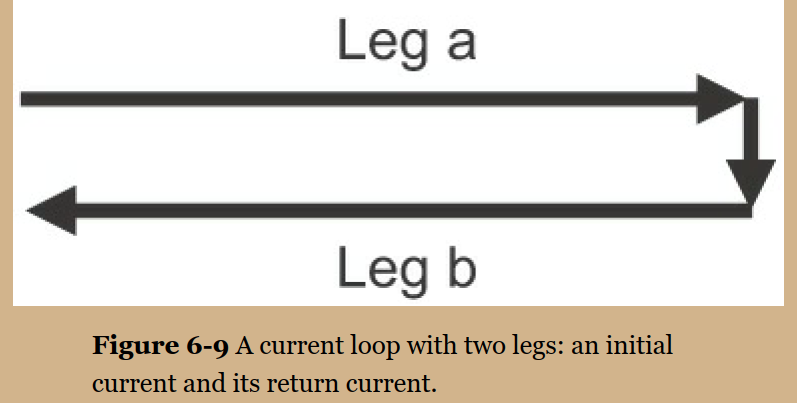 Leg a
Leg b
Figure 6-9 A current loop with two legs: an initial
current and its return current.